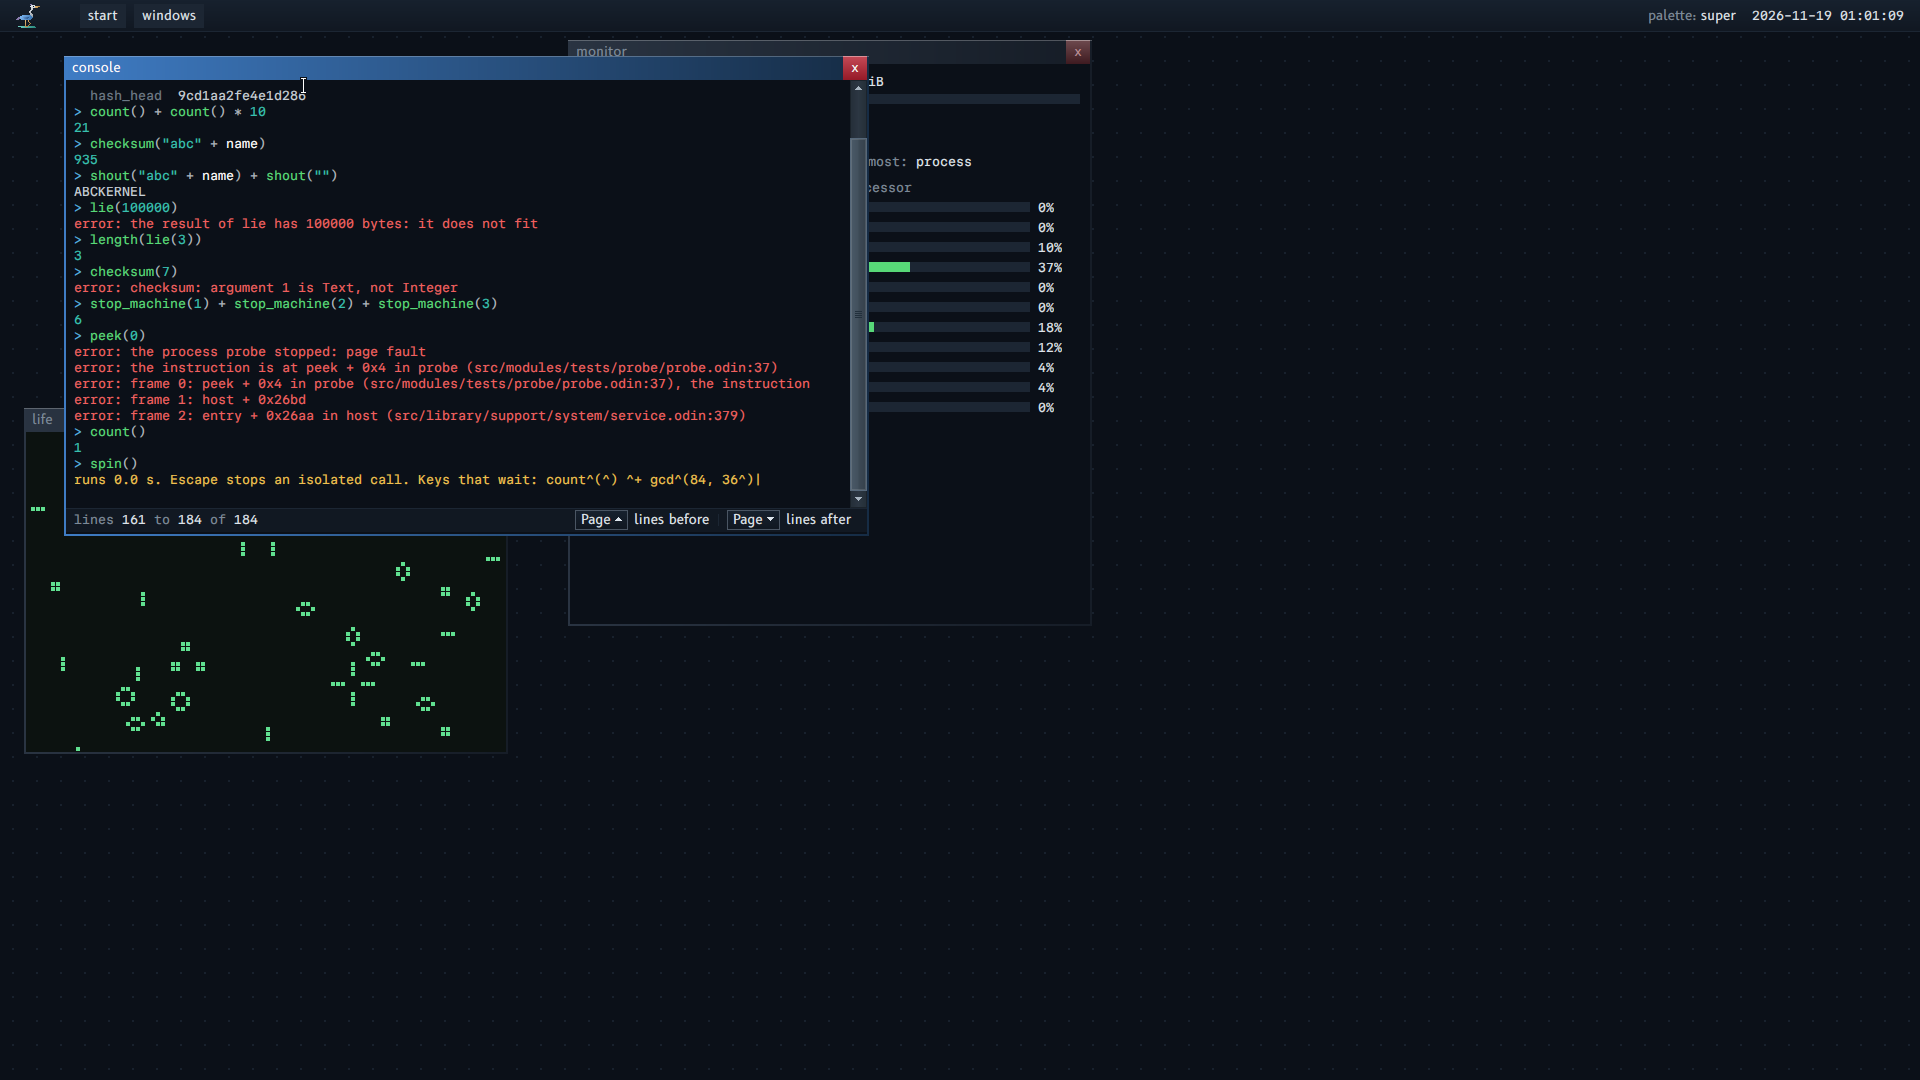 start windows palette: super 2026-11-19 01:01:09
monitor x
console x
iB
hash_head 9cd1aa2fe4e1d286
> count() + count() * 10
21
> checksum("abc" + name)
935
> shout("abc" + name) + shout("")
ABCKERNEL
> lie(100000)
error: the result of lie has 100000 bytes: it does not fit
> length(lie(3))
3
> checksum(7)
error: checksum: argument 1 is Text, not Integer
> stop_machine(1) + stop_machine(2) + stop_machine(3)
6
> peek(0)
error: the process probe stopped: page fault
error: the instruction is at peek + 0x4 in probe (src/modules/tests/probe/probe.odin:37)
error: frame 0: peek + 0x4 in probe (src/modules/tests/probe/probe.odin:37), the instruction
error: frame 1: host + 0x26bd
error: frame 2: entry + 0x26aa in host (src/library/support/system/service.odin:379)
> count()
1
> spin()
runs 0.0 s. Escape stops an isolated call. Keys that wait: count^(^) ^+ gcd^(84, 36^)|
lines 161 to 184 of 184 Page lines before Page lines after
most: process
cessor
0%
0%
10%
37%
0%
0%
18%
12%
4%
4%
0%
life